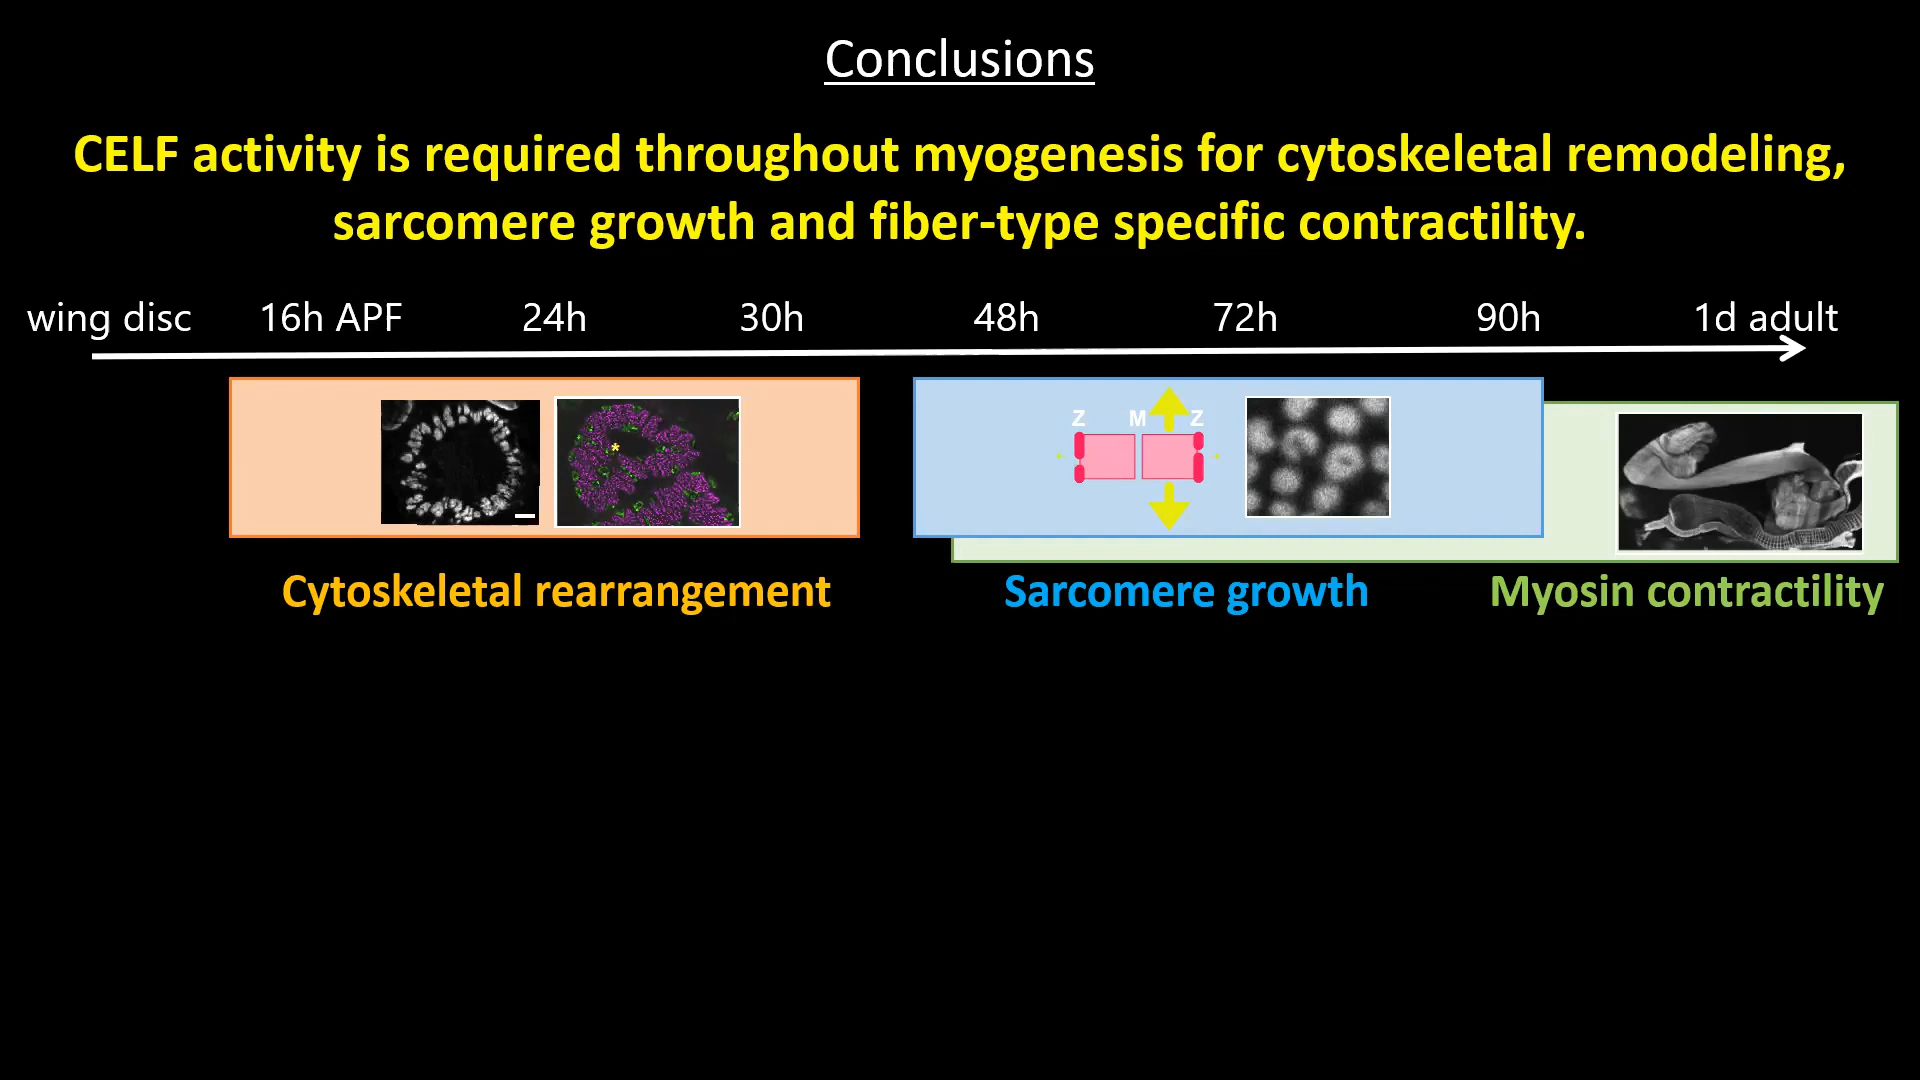 Conclusions
CELF activity is required throughout myogenesis for cytoskeletal remodeling,
sarcomere growth and fiber-type specific contractility.
wing disc 16h APF 24h 30h 48h 72h 90h 1d adult
Z M Z
*
Cytoskeletal rearrangement Sarcomere growth Myosin contractility